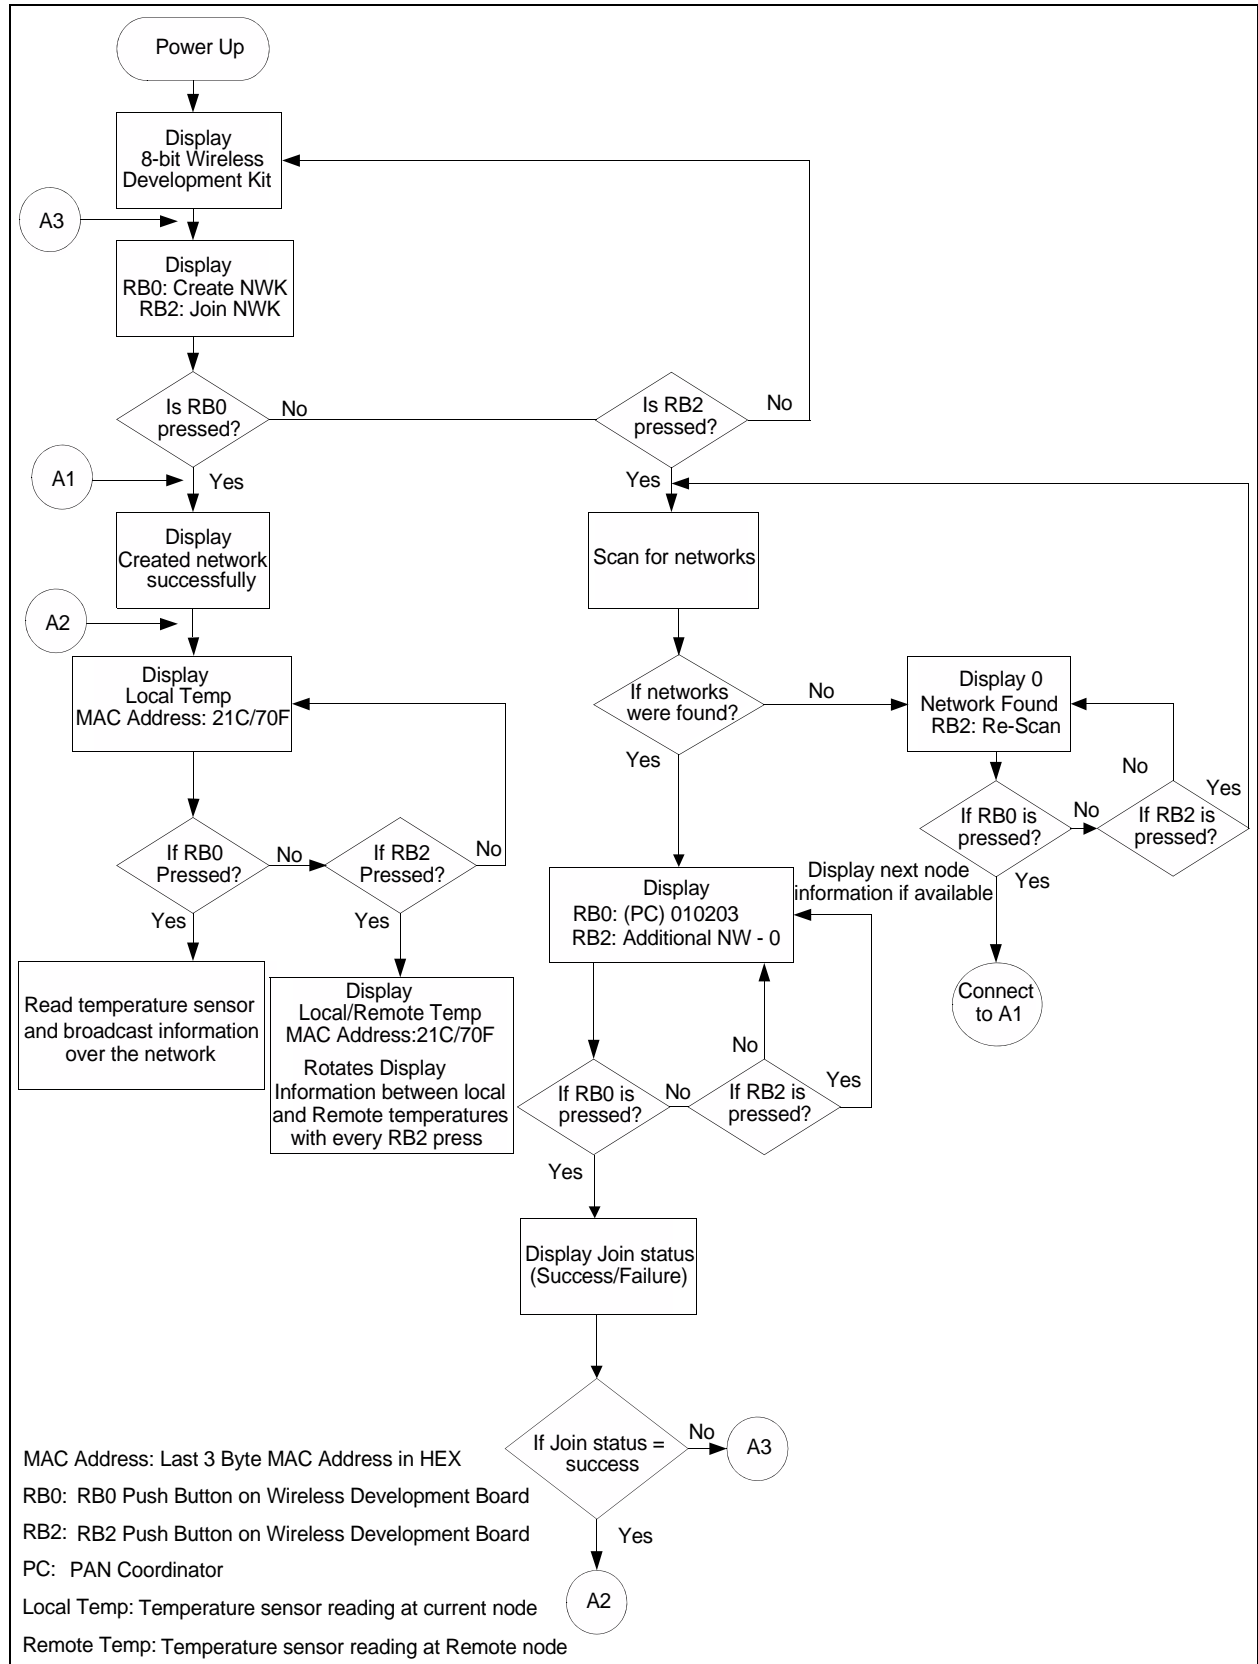 Power Up
Display
8-bit Wireless
Development Kit
A3
Display
RB0: Create NWK
RB2: Join NWK
Is RB0
pressed?
No
Is RB2
pressed?
No
A1
Yes
Yes
Display
Created network
successfully
Scan for networks
A2
Display
Local Temp
MAC Address: 21C/70F
If networks
were found?
No
Display 0
Network Found
RB2: Re-Scan
Yes
No
Yes
If RB0
Pressed?
No
If RB2
Pressed?
No
If RB0 is
pressed?
No
If RB2 is
pressed?
Yes
Yes
Display next node
information if available
Yes
Display
RB0: (PC) 010203
RB2: Additional NW - 0
Read temperature sensor
and broadcast information
over the network
Display
Local/Remote Temp
MAC Address:21C/70F
Rotates Display
Information between local
and Remote temperatures
with every RB2 press
Connect
to A1
No
Yes
If RB0 is
pressed?
No
If RB2 is
pressed?
Yes
Display Join status
(Success/Failure)
If Join status =
success
No
A3
Yes
A2
MAC Address: Last 3 Byte MAC Address in HEX
RB0: RB0 Push Button on Wireless Development Board
RB2: RB2 Push Button on Wireless Development Board
PC: PAN Coordinator
Local Temp: Temperature sensor reading at current node
Remote Temp: Temperature sensor reading at Remote node